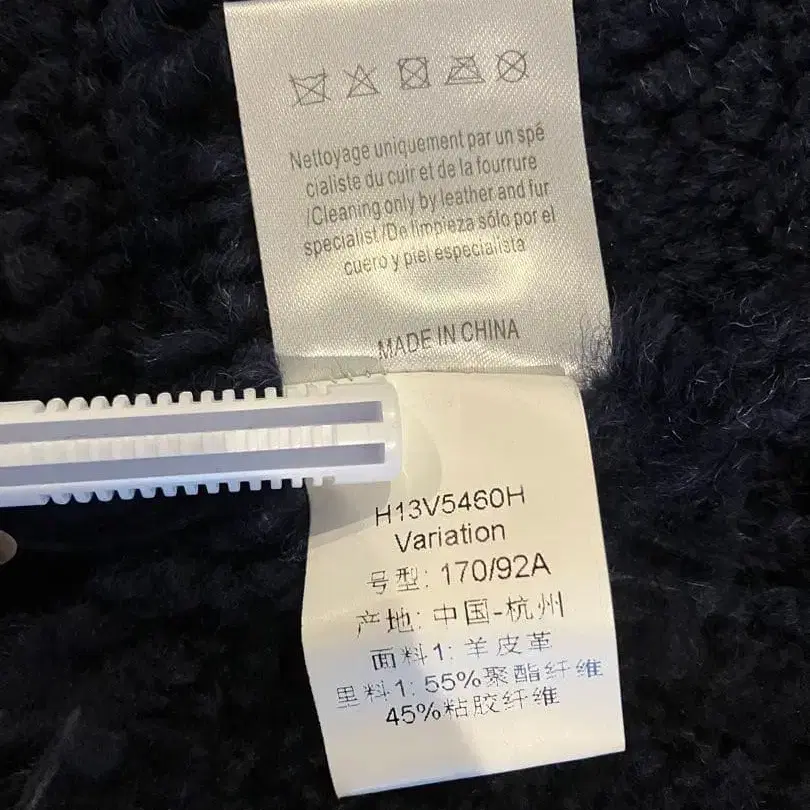 Nettoyage uniquement par un spé
cialiste du cuir et de la fourrure
/Cleaning only by leather and fur
specialist/De limpieza sólo por el
cuero y piel especialista
MADE IN CHINA
H13V5460H
Variation
号型: 170/92A
产地: 中国-杭州
面料1: 羊皮革
里料1: 55%聚酯纤维
45%粘胶纤维